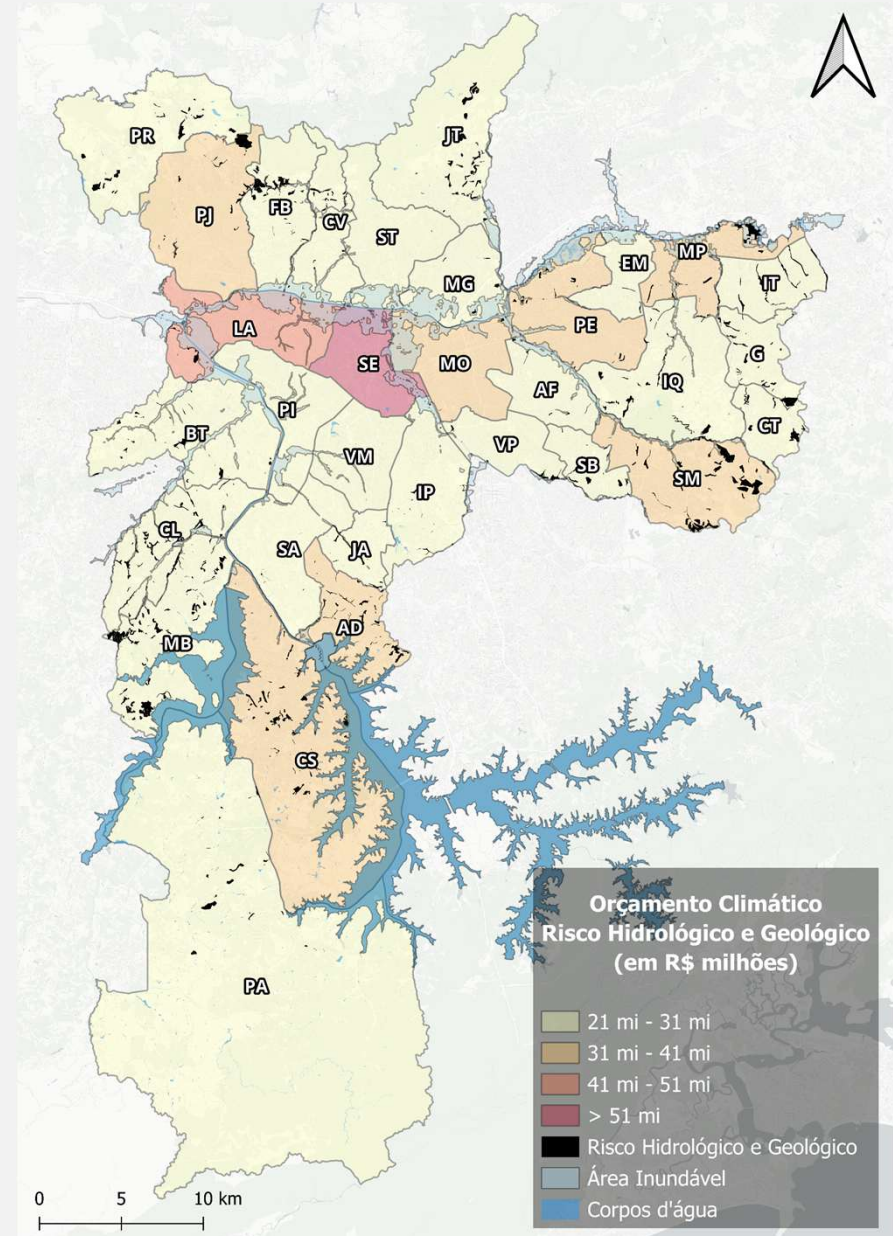 PR
JT
PJ
FB
CV
ST
MG
EM
MP
IT
LA
SE
MO
PE
G
AF
IQ
CT
PI
BT
VM
VP
SB
SM
IP
CL
SA
JA
AD
MB
CS
PA
Orçamento Climático
Risco Hidrológico e Geológico
(em R$ milhões)
21 mi - 31 mi
31 mi - 41 mi
41 mi - 51 mi
> 51 mi
Risco Hidrológico e Geológico
Área Inundável
Corpos d'água
0 5 10 km